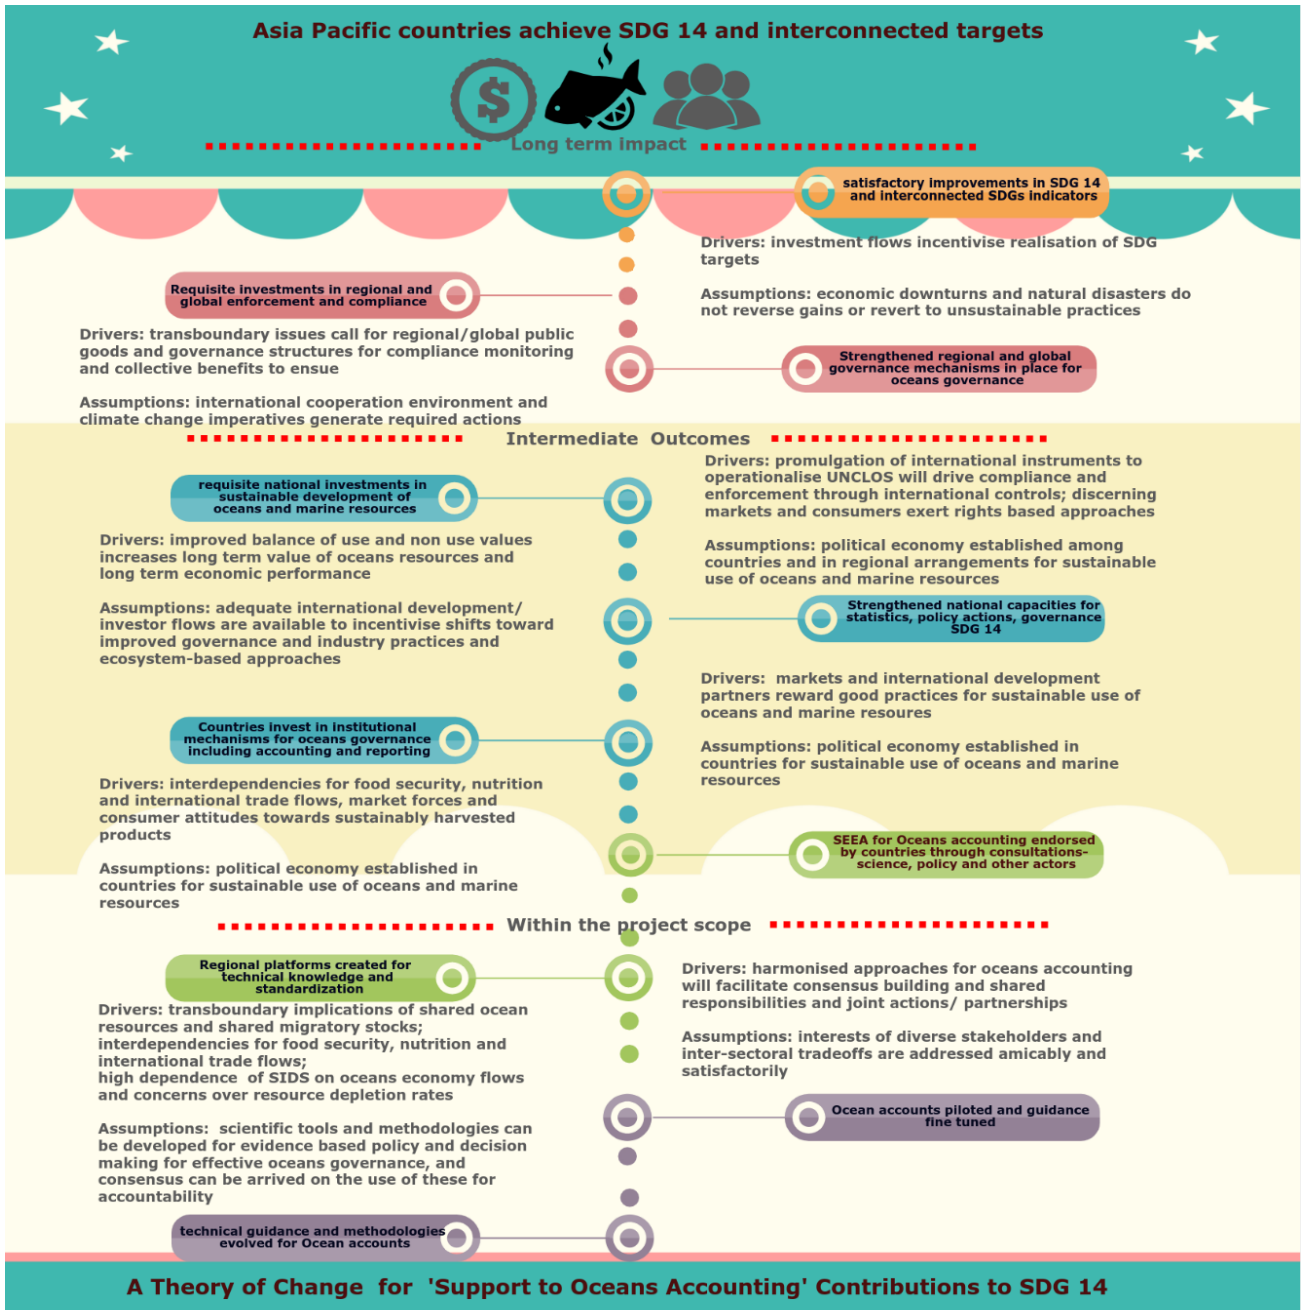 Asia Pacific countries achieve SDG 14 and interconnected targets
$
Long term impact
satisfactory improvements in SDG 14
and interconnected SDGs indicators
Drivers: investment flows incentivise realisation of SDG
targets
Assumptions: economic downturns and natural disasters do
not reverse gains or revert to unsustainable practices
Requisite investments in regional and
global enforcement and compliance
Drivers: transboundary issues call for regional/global public
goods and governance structures for compliance monitoring
and collective benefits to ensue
Assumptions: international cooperation environment and
climate change imperatives generate required actions
Strengthened regional and global
governance mechanisms in place for
oceans governance
Intermediate Outcomes
Drivers: promulgation of international instruments to
operationalise UNCLOS will drive compliance and
enforcement through international controls; discerning
markets and consumers exert rights based approaches
Assumptions: political economy established among
countries and in regional arrangements for sustainable
use of oceans and marine resources
requisite national investments in
sustainable development of
oceans and marine resources
Drivers: improved balance of use and non use values
increases long term value of oceans resources and
long term economic performance
Assumptions: adequate international development/
investor flows are available to incentivise shifts toward
improved governance and industry practices and
ecosystem-based approaches
Strengthened national capacities for
statistics, policy actions, governance
SDG 14
Drivers:  markets and international development
partners reward good practices for sustainable use of
oceans and marine resoures
Assumptions: political economy established in
countries for sustainable use of oceans and marine
resources
Countries invest in institutional
mechanisms for oceans governance
including accounting and reporting
Drivers: interdependencies for food security, nutrition
and international trade flows, market forces and
consumer attitudes towards sustainably harvested
products
Assumptions: political economy established in
countries for sustainable use of oceans and marine
resources
SEEA for Oceans accounting endorsed
by countries through consultations-
science, policy and other actors
Within the project scope
Regional platforms created for
technical knowledge and
standardization
Drivers: transboundary implications of shared ocean
resources and shared migratory stocks;
interdependencies for food security, nutrition and
international trade flows;
high dependence  of SIDS on oceans economy flows
and concerns over resource depletion rates
Assumptions:  scientific tools and methodologies can
be developed for evidence based policy and decision
making for effective oceans governance, and
consensus can be arrived on the use of these for
accountability
Drivers: harmonised approaches for oceans accounting
will facilitate consensus building and shared
responsibilities and joint actions/ partnerships
Assumptions: interests of diverse stakeholders and
inter-sectoral tradeoffs are addressed amicably and
satisfactorily
Ocean accounts piloted and guidance
fine tuned
technical guidance and methodologies
evolved for Ocean accounts
A Theory of Change  for  'Support to Oceans Accounting' Contributions to SDG 14